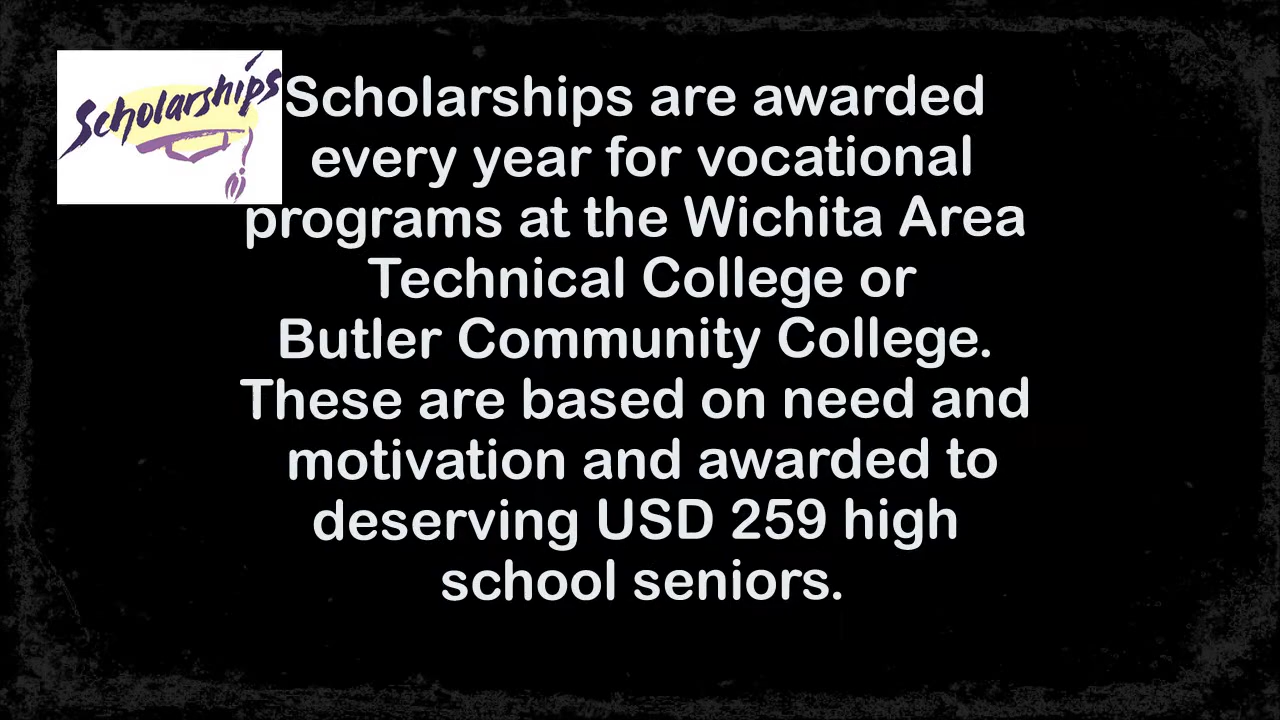 Scholarships
Scholarships are awarded
every year for vocational
programs at the Wichita Area
Technical College or
Butler Community College.
These are based on need and
motivation and awarded to
deserving USD 259 high
school seniors.